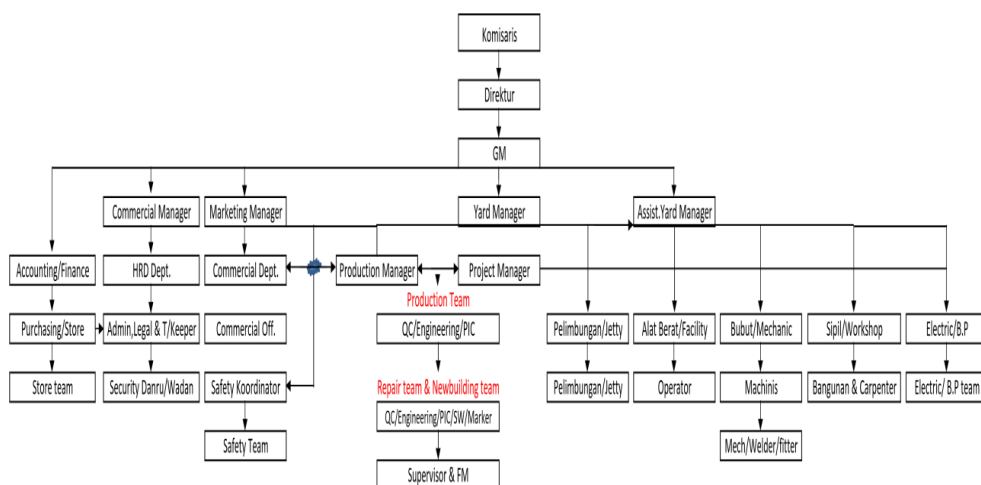 Komisaris
Direktur
GM
Commercial Manager
Marketing Manager
Yard Manager
Assist.Yard Manager
Accounting/Finance
HRD Dept.
Commercial Dept.
Production Manager
Project Manager
Production Team
Purchasing/Store
Admin,Legal & T/Keeper
Commercial Off.
QC/Engineering/PIC
Pelimbungan/Jetty
Alat Berat/Facility
Bubut/Mechanic
Sipil/Workshop
Electric/B.P
Store team
Security Danru/Wadan
Safety Koordinator
Repair team & Newbuilding team
Pelimbungan/Jetty
Operator
Machinis
Bangunan & Carpenter
Electric/ B.P team
QC/Engineering/PIC/SW/Marker
Safety Team
Mech/Welder/fitter
Supervisor & FM